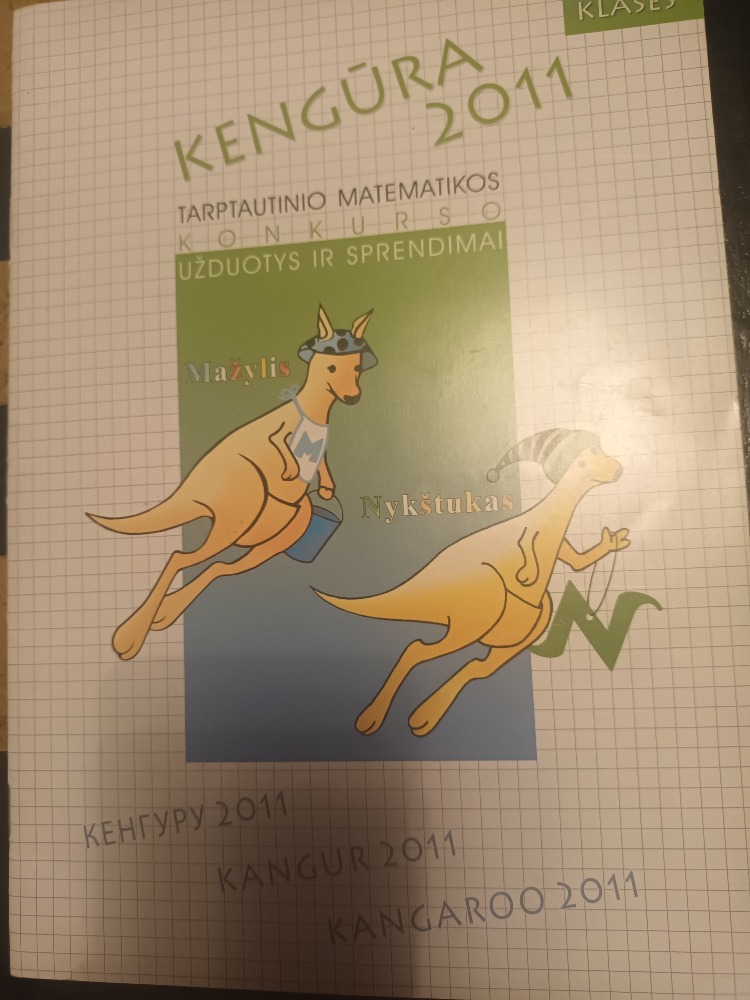 KLASĖS
KENGŪRA
2011
TARPTAUTINIO MATEMATIKOS
KONKURSO
UŽDUOTYS IR SPRENDIMAI
Mažylis
M
Nykštukas
N
КЕНГУРУ 2011
KANGUR 2011
KANGAROO 2011